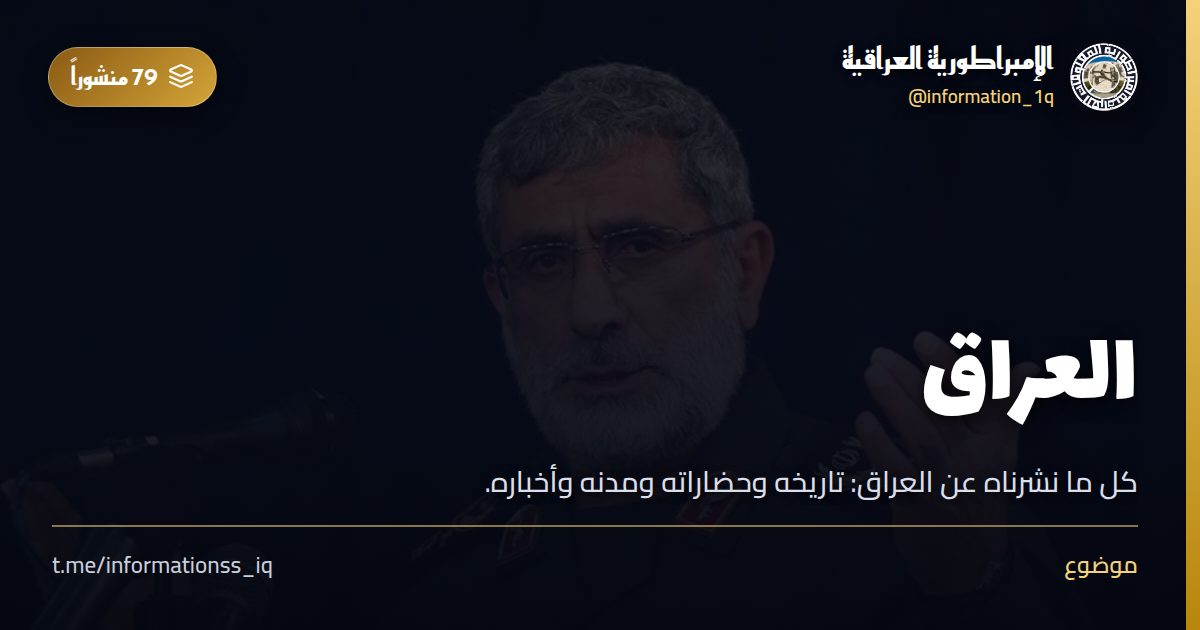 الإمبراطورية العراقية
@information_1q
79 منشوراً
العراق
كل ما نشرناه عن العراق: تاريخه وحضاراته ومدنه وأخباره.
موضوع
t.me/informationss_iq